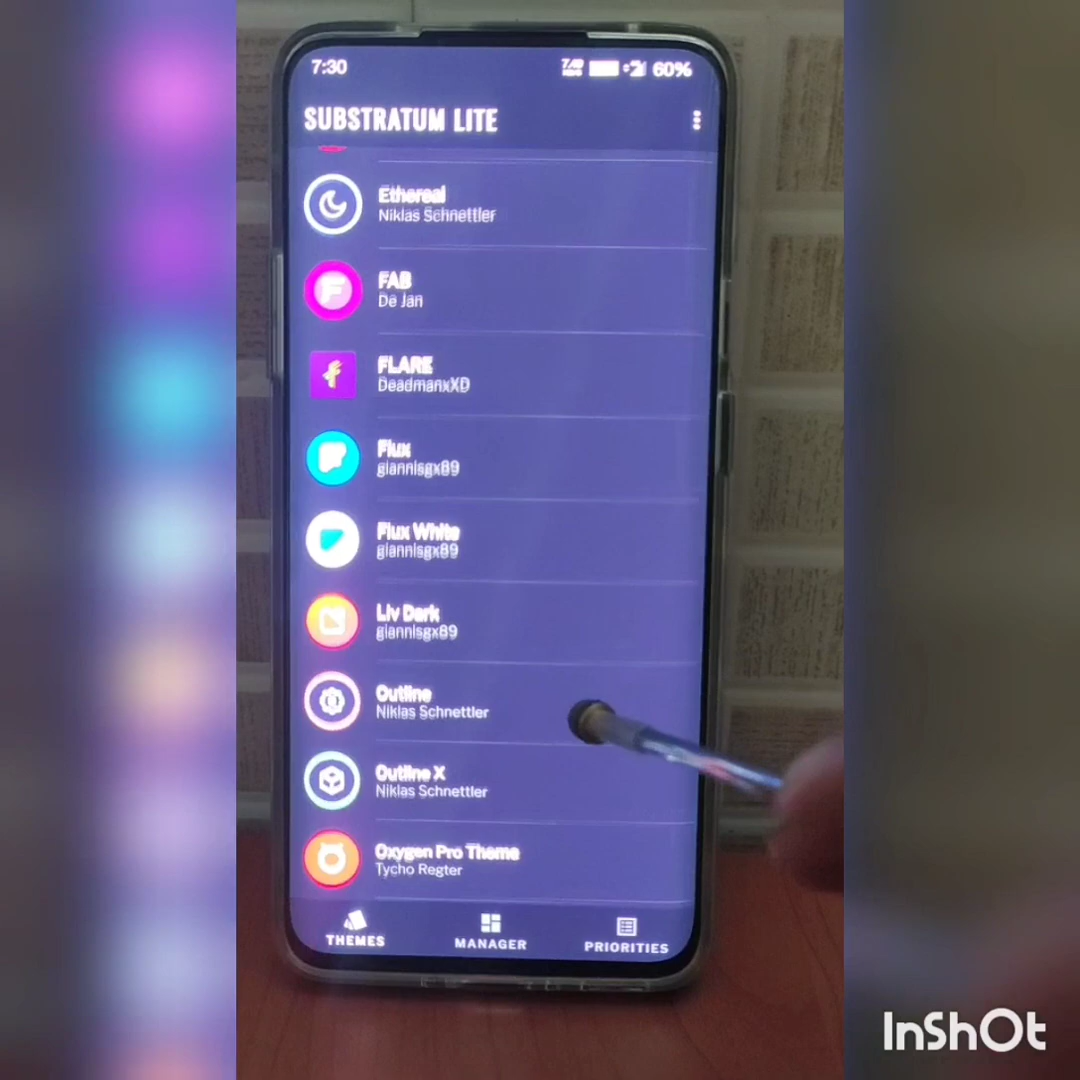 7:30
60%
SUBSTRATUM LITE
Ethereal
Niklas Schnettler
FAB
De Jan
FLARE
DeadmanxXD
Flux
giannisgx89
Flux White
giannisgx89
Liv Dark
giannisgx89
Outline
Niklas Schnettler
Outline X
Niklas Schnettler
Oxygen Pro Theme
Tycho Regter
THEMES
MANAGER
PRIORITIES
InShOt